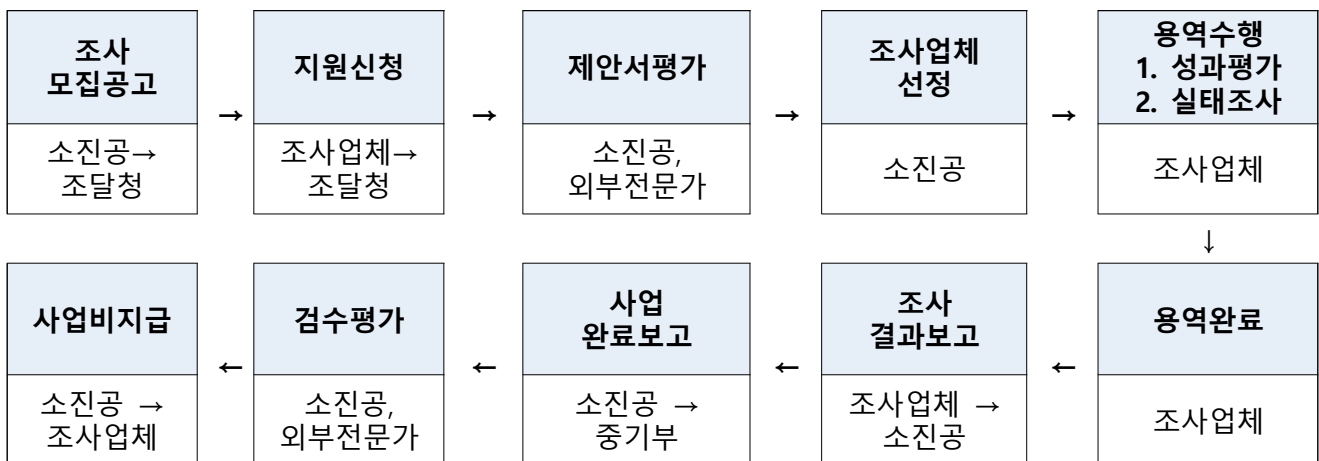 조사
모집공고
소진공→
조달청
→
지원신청
조사업체→
조달청
→
제안서평가
소진공,
외부전문가
→
조사업체
선정
소진공
→
용역수행
1. 성과평가
2. 실태조사
조사업체
↓
용역완료
조사업체
←
조사
결과보고
조사업체 →
소진공
←
사업
완료보고
소진공 →
중기부
←
검수평가
소진공,
외부전문가
←
사업비지급
소진공 →
조사업체